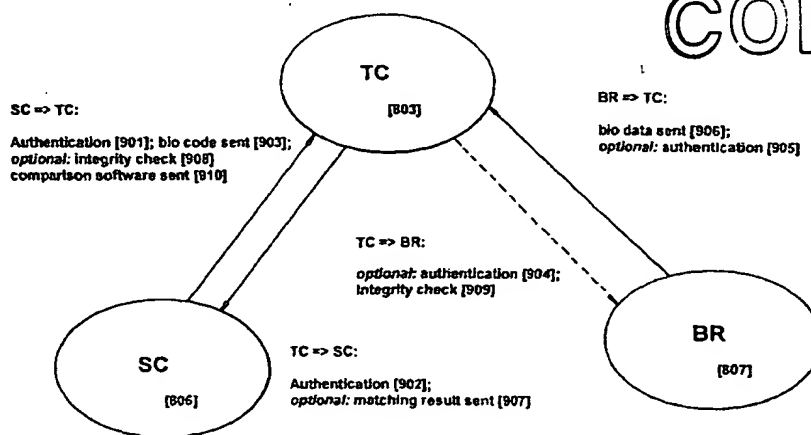 TC
[803]
SC => TC:
Authentication [901]; bio code sent [903];
optional: integrity check [908]
comparison software sent [910]
BR => TC:
bio data sent [906];
optional: authentication [905]
TC => BR:
optional: authentication [904];
Integrity check [909]
SC
[806]
TC => SC:
Authentication [902];
optional: matching result sent [907]
BR
[807]